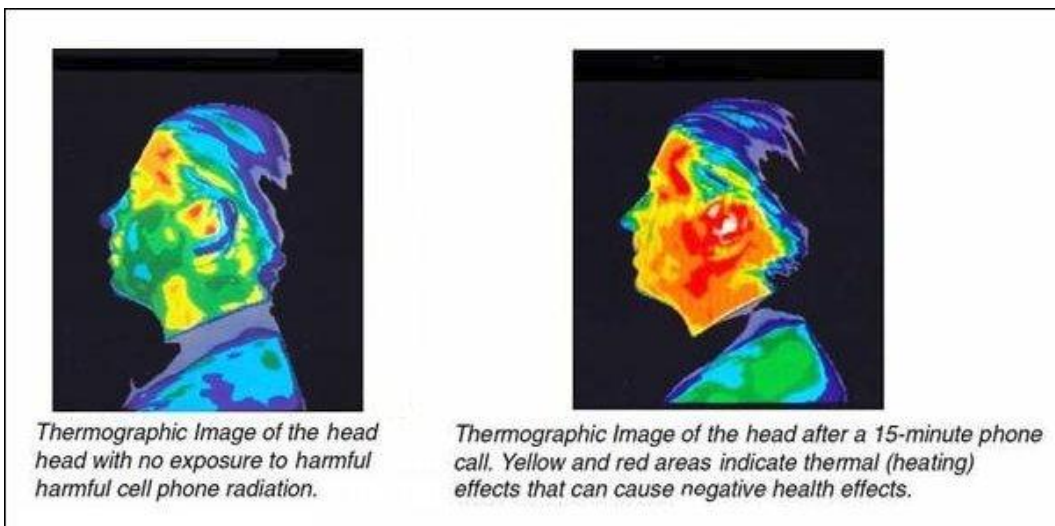 Thermographic Image of the head
head with no exposure to harmful
harmful cell phone radiation.
Thermographic Image of the head after a 15-minute phone
call. Yellow and red areas indicate thermal (heating)
effects that can cause negative health effects.